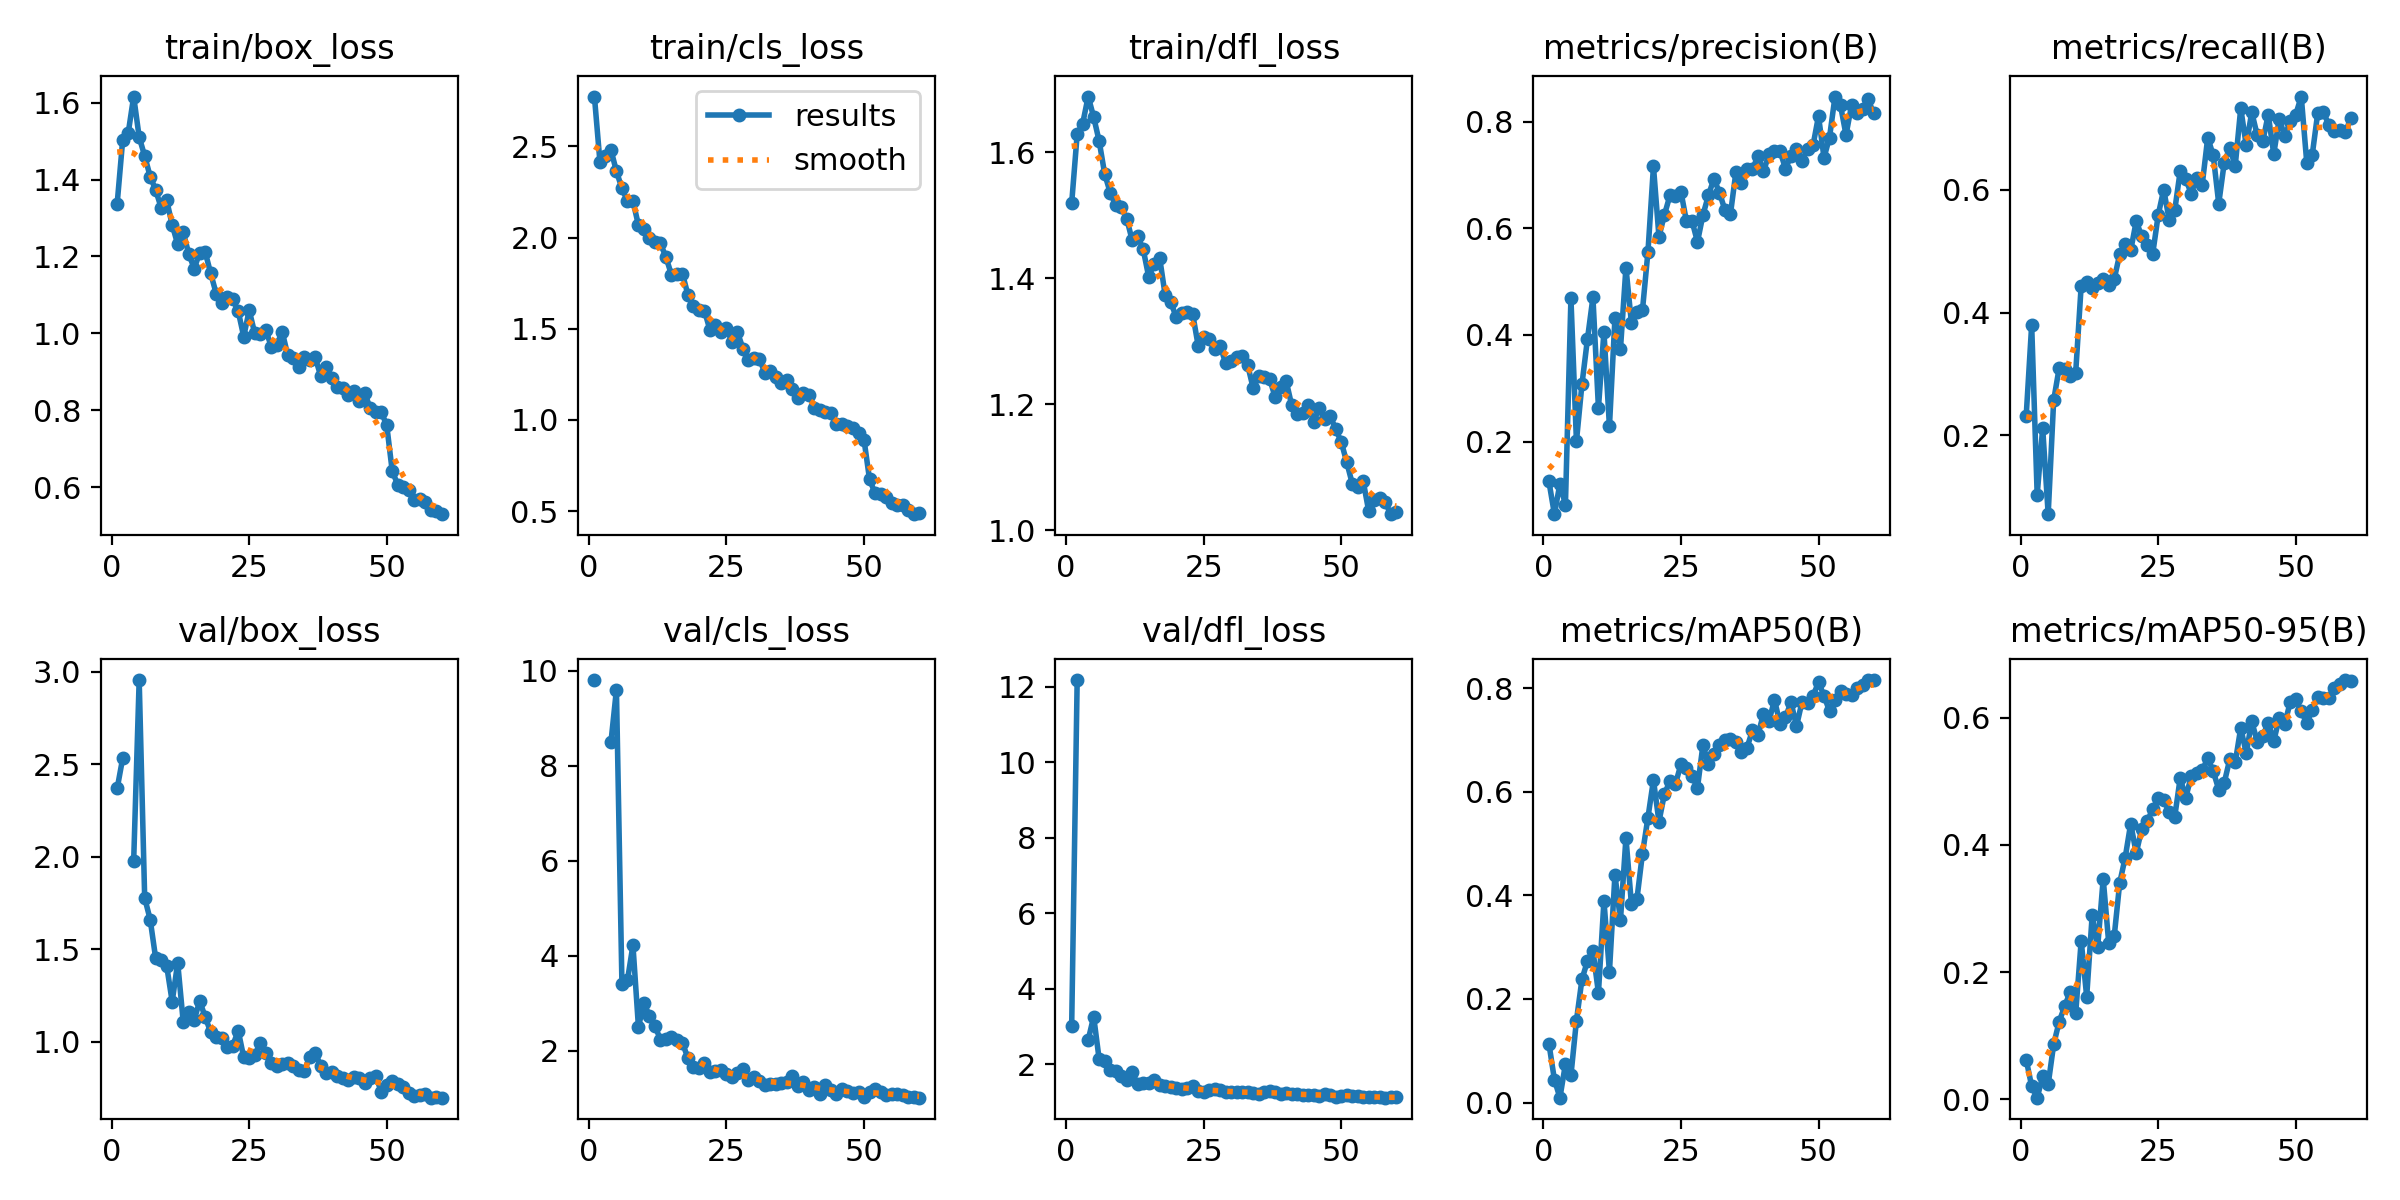 train/box_loss
1.6
1.4
1.2
1.0
0.8
0.6
0 25 50
train/cls_loss
results
smooth
2.5
2.0
1.5
1.0
0.5
0 25 50
train/dfl_loss
1.6
1.4
1.2
1.0
0 25 50
metrics/precision(B)
0.8
0.6
0.4
0.2
0 25 50
metrics/recall(B)
0.6
0.4
0.2
0 25 50
val/box_loss
3.0
2.5
2.0
1.5
1.0
0 25 50
val/cls_loss
10
8
6
4
2
0 25 50
val/dfl_loss
12
10
8
6
4
2
0 25 50
metrics/mAP50(B)
0.8
0.6
0.4
0.2
0.0
0 25 50
metrics/mAP50-95(B)
0.6
0.4
0.2
0.0
0 25 50